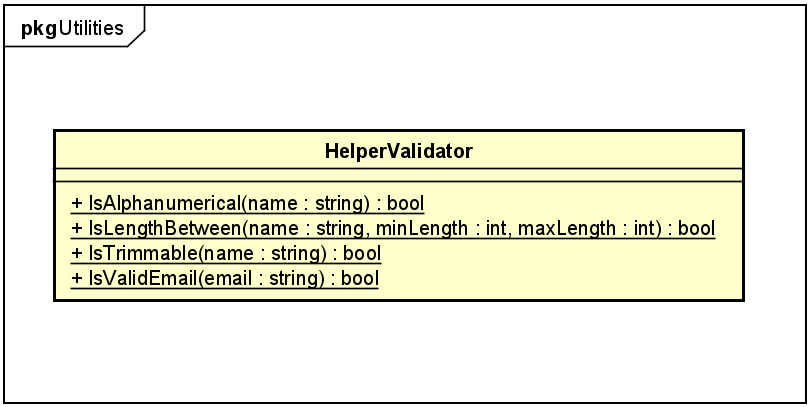 pkgUtilities
HelperValidator
+ IsAlphanumerical(name : string) : bool
+ IsLengthBetween(name : string, minLength : int, maxLength : int) : bool
+ IsTrimmable(name : string) : bool
+ IsValidEmail(email : string) : bool